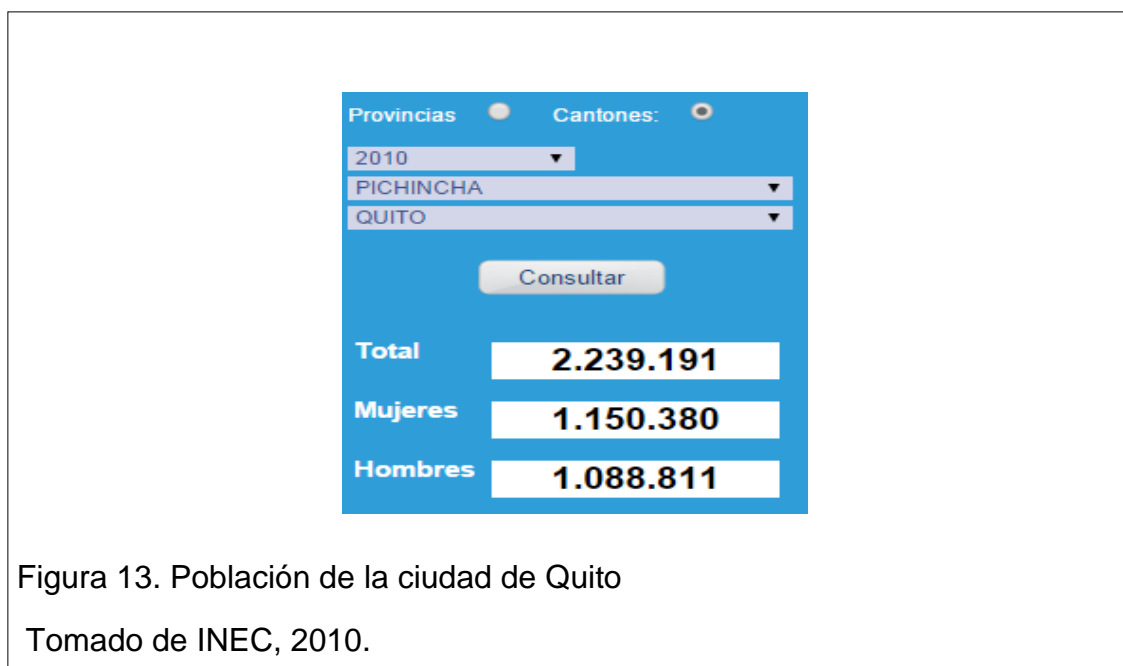 Provincias Cantones:
2010
PICHINCHA
QUITO
Consultar
Total 2.239.191
Mujeres 1.150.380
Hombres 1.088.811
Figura 13. Población de la ciudad de Quito
Tomado de INEC, 2010.